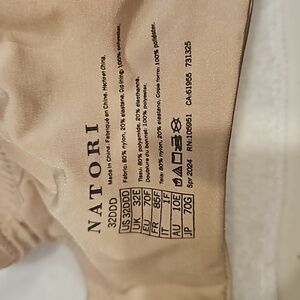 NATORI
32DDD
Made in China. Fabriqué en Chine. Hecho en China.
Fabric: 80% nylon, 20% elastane, Cup lining: 100% polyester.
Tissu: 80% polyamide, 20% élasthanne.
Doublure du bonnet: 100% polyester.
Tela: 80% nylon, 20% elastano, Copa forro: 100% poliéster.
Spr 2024 RN:106951 CA-61955 731325
US 32DDD
UK 32E
EU 70F
FR 85F
IT F
AU 10E
JP 70G